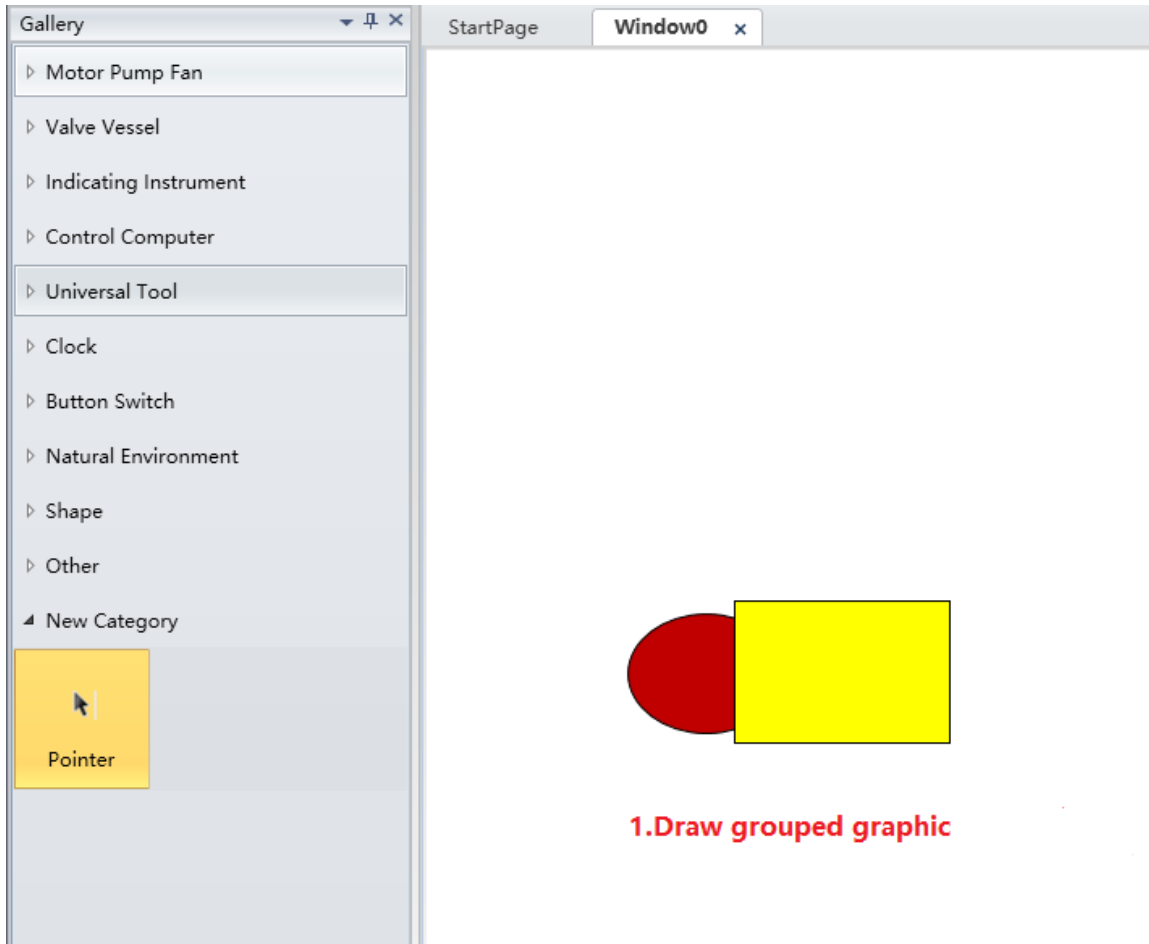 Gallery
StartPage
Window0
Motor Pump Fan
Valve Vessel
Indicating Instrument
Control Computer
Universal Tool
Clock
Button Switch
Natural Environment
Shape
Other
New Category
Pointer
1.Draw grouped graphic